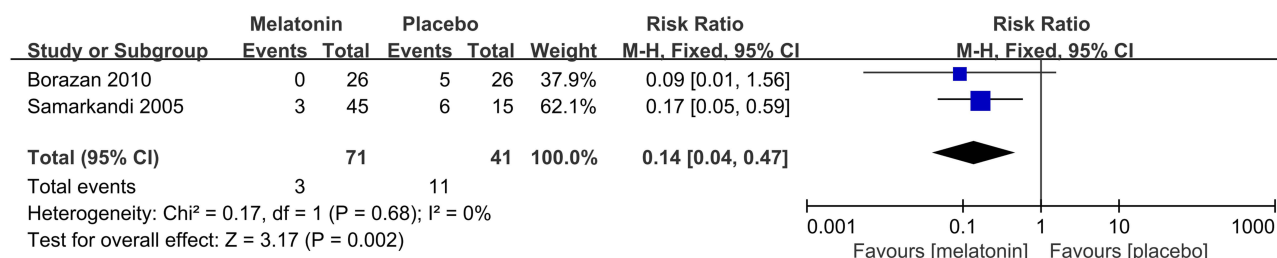 Melatonin Placebo Risk Ratio Risk Ratio
Study or Subgroup Events Total Events Total Weight M-H, Fixed, 95% CI M-H, Fixed, 95% CI
Borazan 2010 0 26 5 26 37.9% 0.09 [0.01, 1.56]
Samarkandi 2005 3 45 6 15 62.1% 0.17 [0.05, 0.59]
Total (95% CI) 71 41 100.0% 0.14 [0.04, 0.47]
Total events 3 11
Heterogeneity: Chi² = 0.17, df = 1 (P = 0.68); I² = 0%
Test for overall effect: Z = 3.17 (P = 0.002)
0.001 0.1 1 10 1000
Favours [melatonin] Favours [placebo]